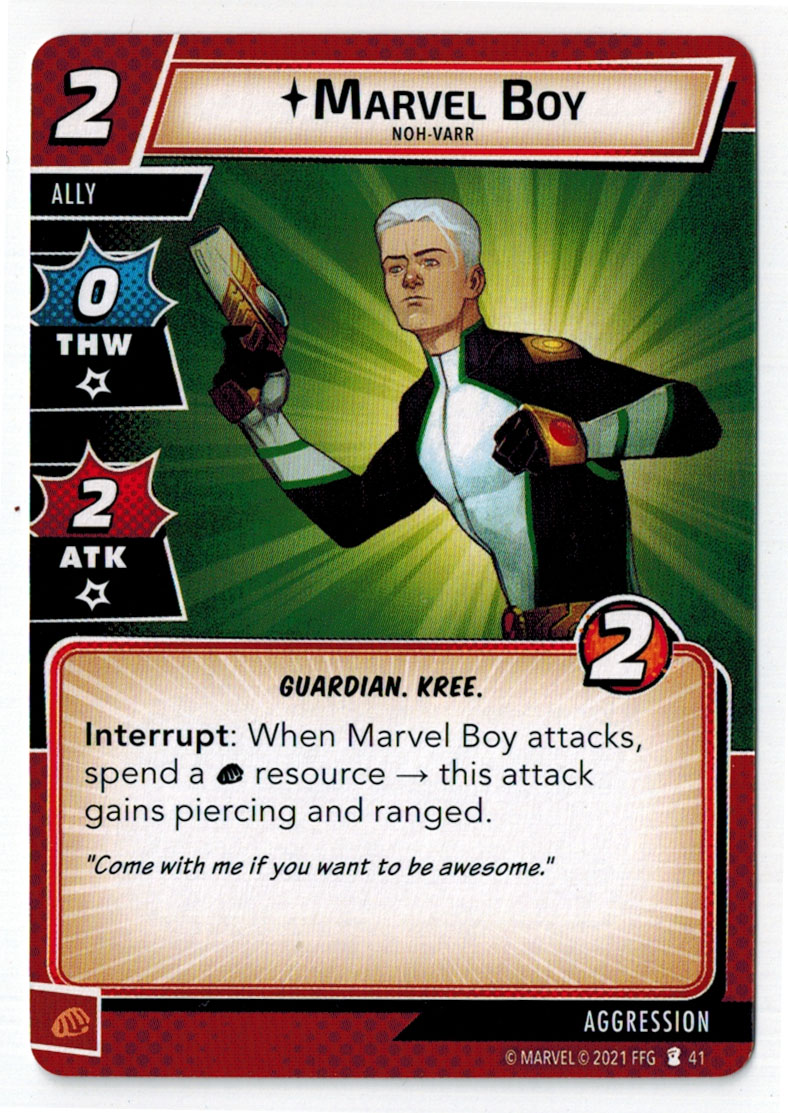 2
MARVEL BOY
NOH-VARR
ALLY
0
THW
2
ATK
2
GUARDIAN. KREE.
Interrupt: When Marvel Boy attacks,
spend a resource → this attack
gains piercing and ranged.
"Come with me if you want to be awesome."
AGGRESSION
© MARVEL © 2021 FFG 41